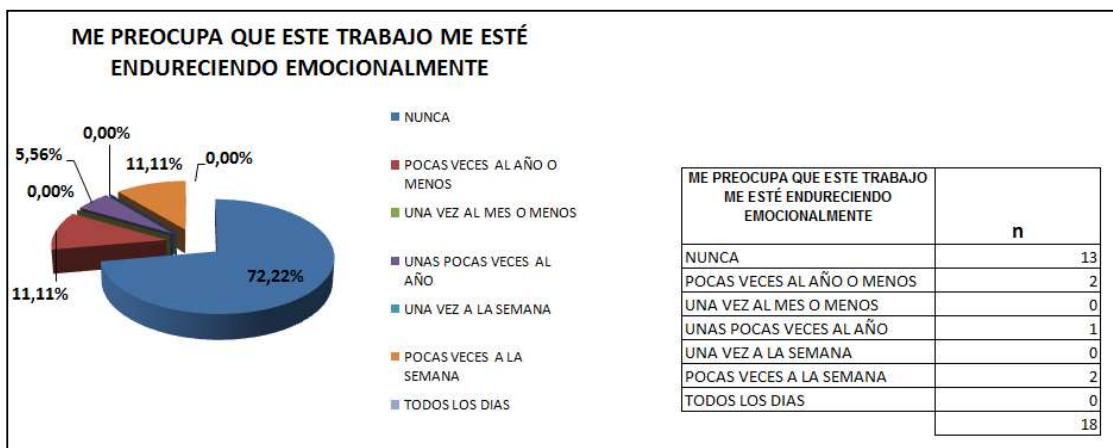 ME PREOCUPA QUE ESTE TRABAJO ME ESTÉ
ENDURECIENDO EMOCIONALMENTE
0,00%
5,56%
11,11%
0,00%
0,00%
72,22%
11,11%
NUNCA
POCAS VECES AL AÑO O
MENOS
UNA VEZ AL MES O MENOS
UNAS POCAS VECES AL
AÑO
UNA VEZ A LA SEMANA
POCAS VECES A LA
SEMANA
TODOS LOS DIAS
ME PREOCUPA QUE ESTE TRABAJO
ME ESTÉ ENDURECIENDO
EMOCIONALMENTE
n
NUNCA 13
POCAS VECES AL AÑO O MENOS 2
UNA VEZ AL MES O MENOS 0
UNAS POCAS VECES AL AÑO 1
UNA VEZ A LA SEMANA 0
POCAS VECES A LA SEMANA 2
TODOS LOS DIAS 0
18